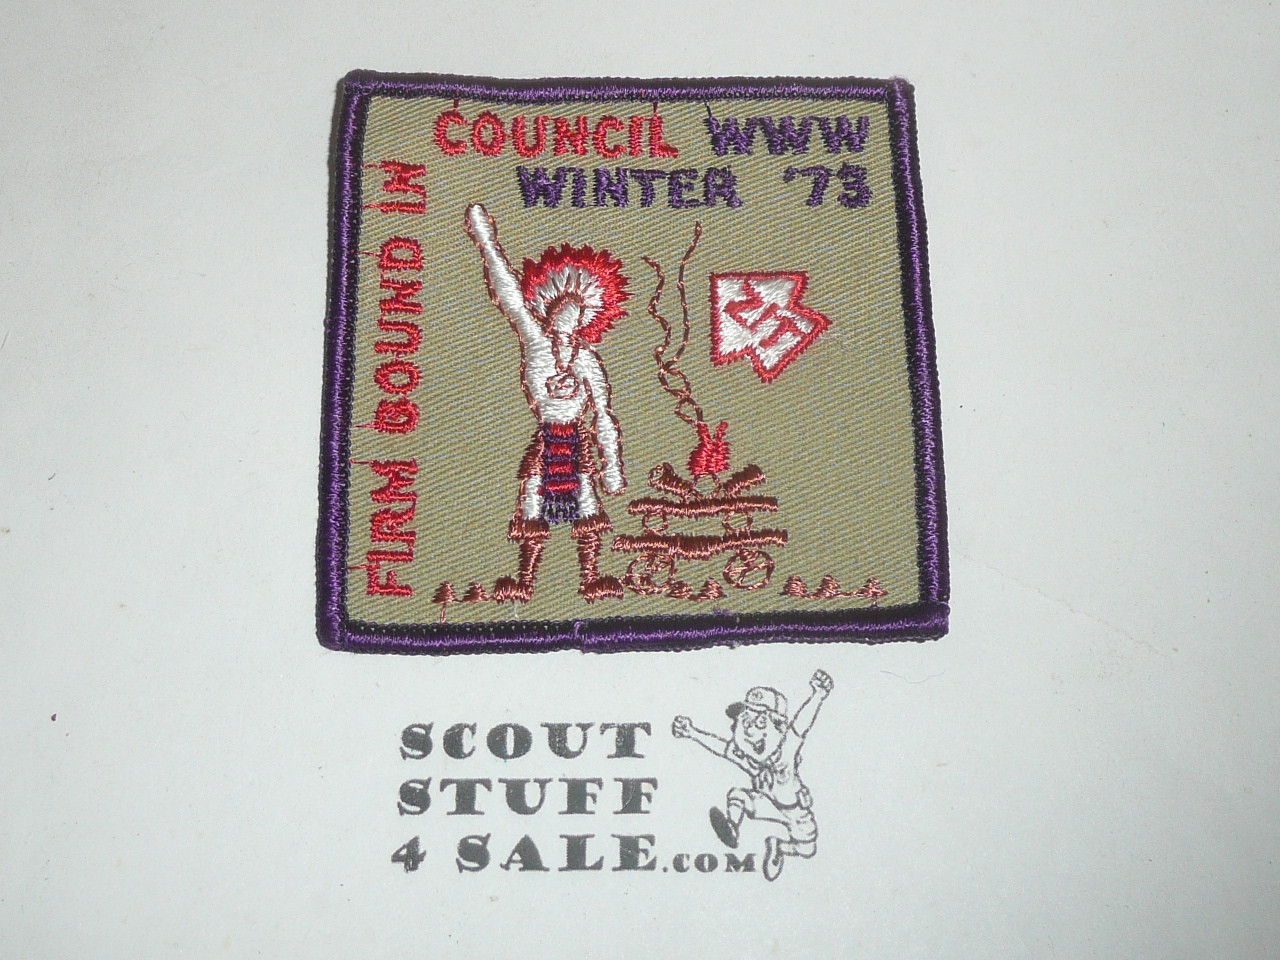 FIRM BOUND IN
COUNCIL WWW
WINTER '73
SCOUT
STUFF
4 SALE.COM